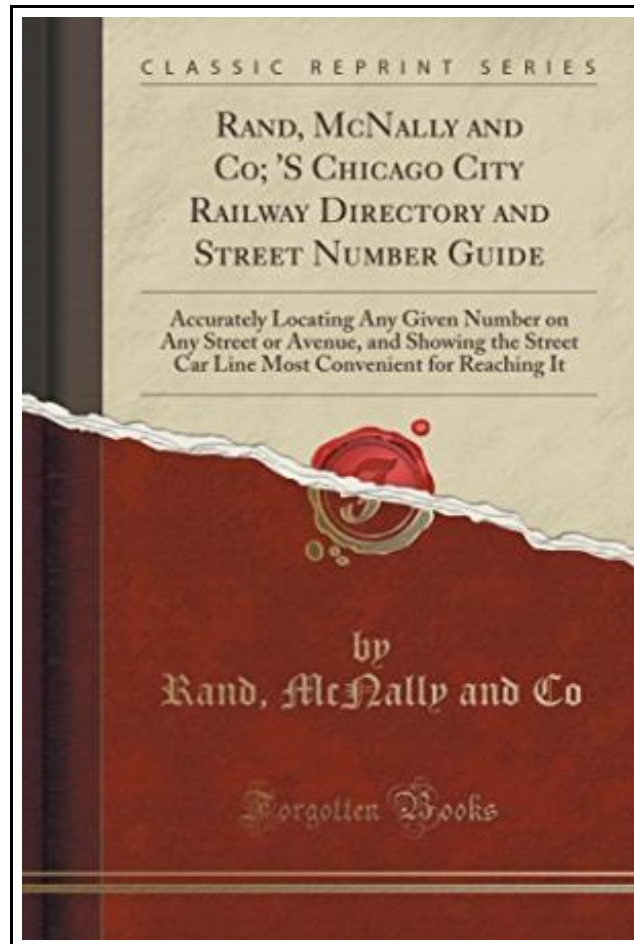 CLASSIC REPRINT SERIES
RAND, MCNALLY AND
CO; 'S CHICAGO CITY
RAILWAY DIRECTORY AND
STREET NUMBER GUIDE
Accurately Locating Any Given Number on
Any Street or Avenue, and Showing the Street
Car Line Most Convenient for Reaching It
by
Rand, McNally and Co
Forgotten Books